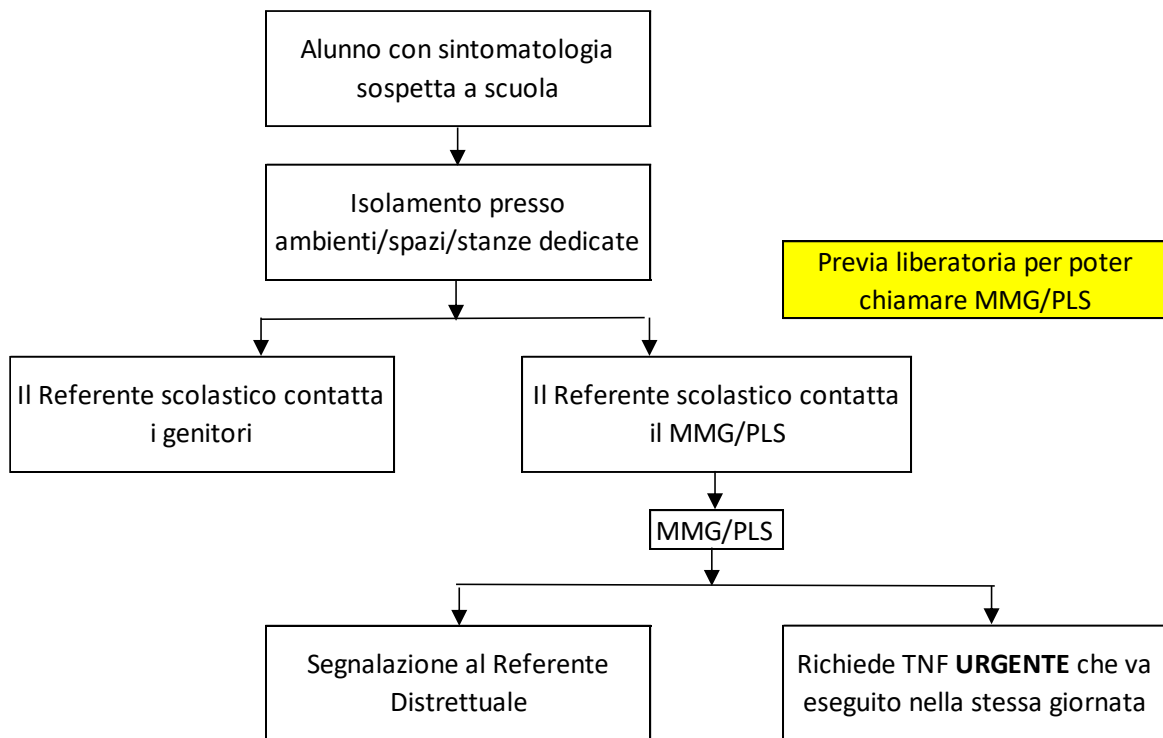 Alunno con sintomatologia
sospetta a scuola
Isolamento presso
ambienti/spazi/stanze dedicate
Previa liberatoria per poter
chiamare MMG/PLS
Il Referente scolastico contatta
i genitori
Il Referente scolastico contatta
il MMG/PLS
MMG/PLS
Segnalazione al Referente
Distrettuale
Richiede TNF URGENTE che va
eseguito nella stessa giornata